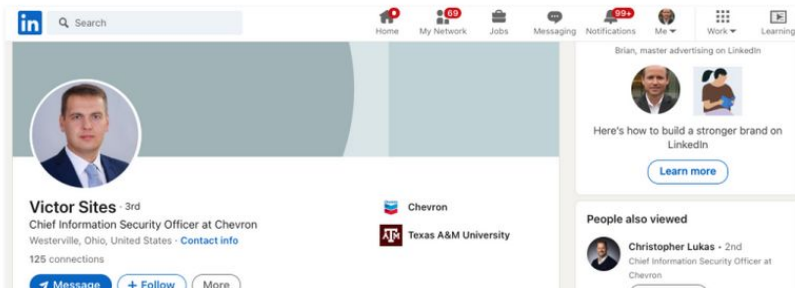 in
Search
Home
69
My Network
Jobs
Messaging
99+
Notifications
Me
Work
Learning
Brian, master advertising on LinkedIn
Here's how to build a stronger brand on
LinkedIn
Learn more
Victor Sites · 3rd
Chief Information Security Officer at Chevron
Westerville, Ohio, United States · Contact info
125 connections
Message
+ Follow
More
Chevron
ATM Texas A&M University
People also viewed
Christopher Lukas · 2nd
Chief Information Security Officer at
Chevron